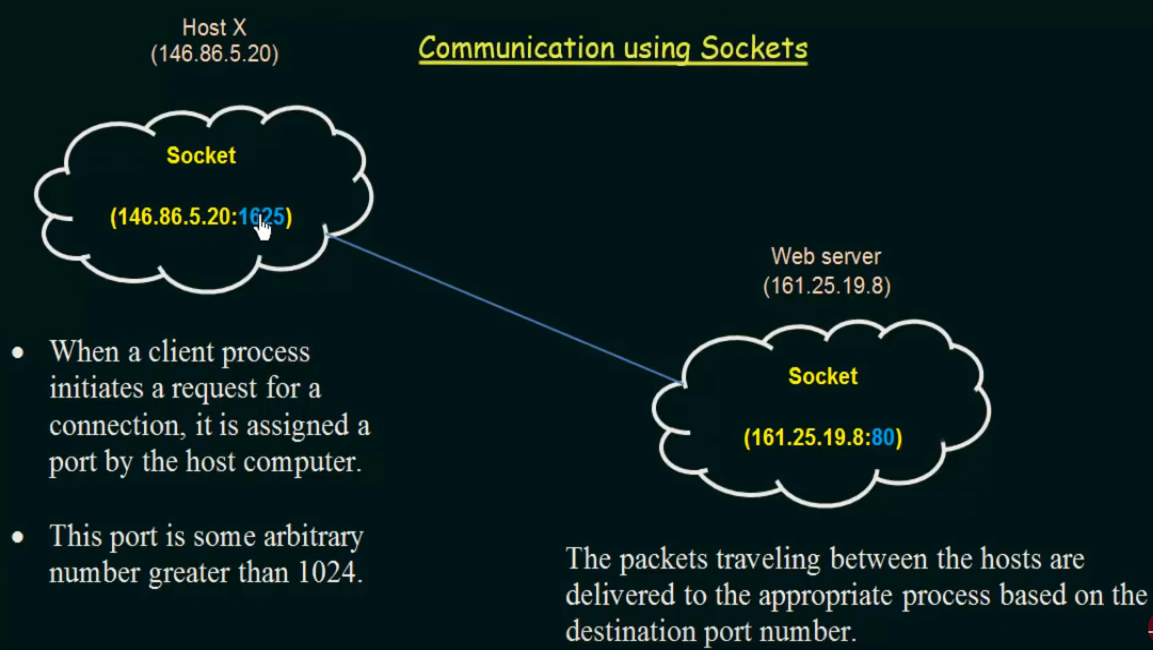 Host X
(146.86.5.20)
Communication using Sockets
Socket
(146.86.5.20:1625)
Web server
(161.25.19.8)
Socket
(161.25.19.8:80)
• When a client process
initiates a request for a
connection, it is assigned a
port by the host computer.
• This port is some arbitrary
number greater than 1024.
The packets traveling between the hosts are
delivered to the appropriate process based on the
destination port number.